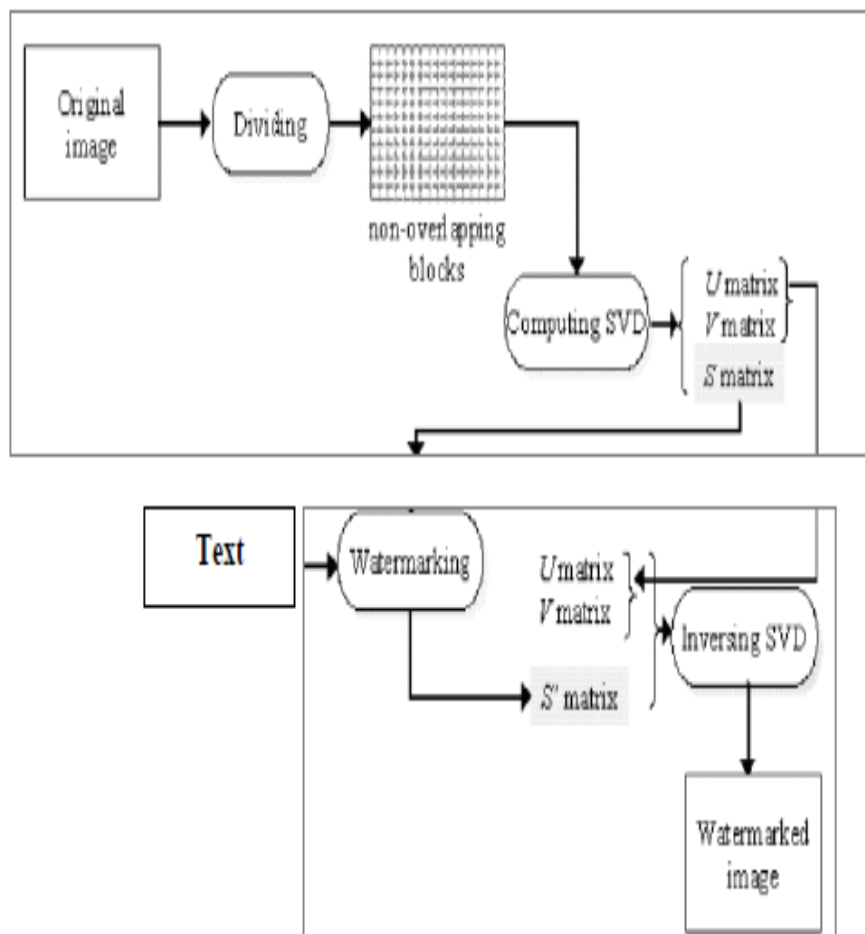 Original
image
Dividing
non-overlapping
blocks
Computing SVD
U matrix
V matrix
S matrix
Text
Watermarking
U matrix
V matrix
S" matrix
Inversing SVD
Watermarked
image